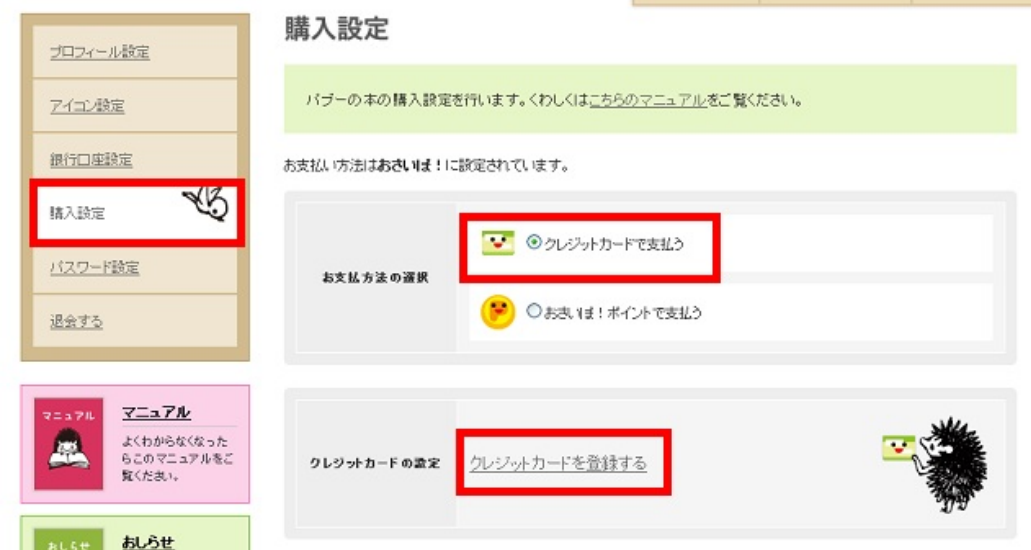 購入設定
プロフィール設定
アイコン設定
銀行口座設定
購入設定
パスワード設定
退会する
パブーの本の購入設定を行います。くわしくはこちらのマニュアルをご覧ください。
お支払い方法はおさいぽ！に設定されています。
お支払方法の選択
クレジットカードで支払う
おさいぽ！ポイントで支払う
クレジットカードの設定
クレジットカードを登録する
マニュアル
マニュアル
よくわからなくなった
らこのマニュアルをご
覧ください。
おしらせ
おしらせ